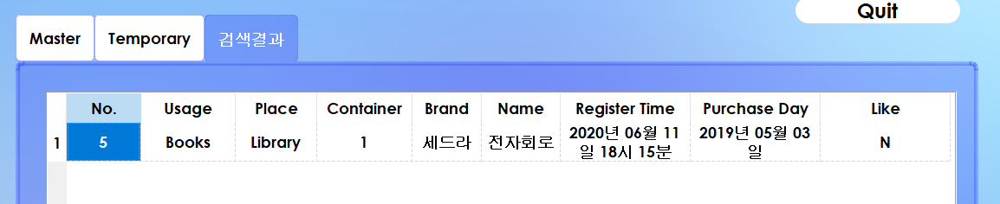 Quit
Master Temporary 검색결과
No. Usage Place Container Brand Name Register Time Purchase Day Like
1 5 Books Library 1 세드라 전자회로 2020년 06월 11일 18시 15분 2019년 05월 03일 N